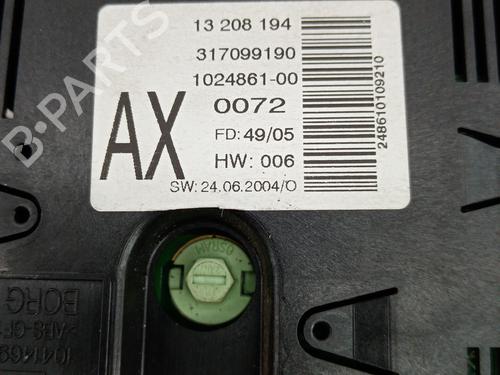 13 208 194
317099190
1024861-00
AX
0072
FD: 49/05
HW: 006
SW: 24.06.2004/O
248610109210
B-PARTS
OSRAM
BORG